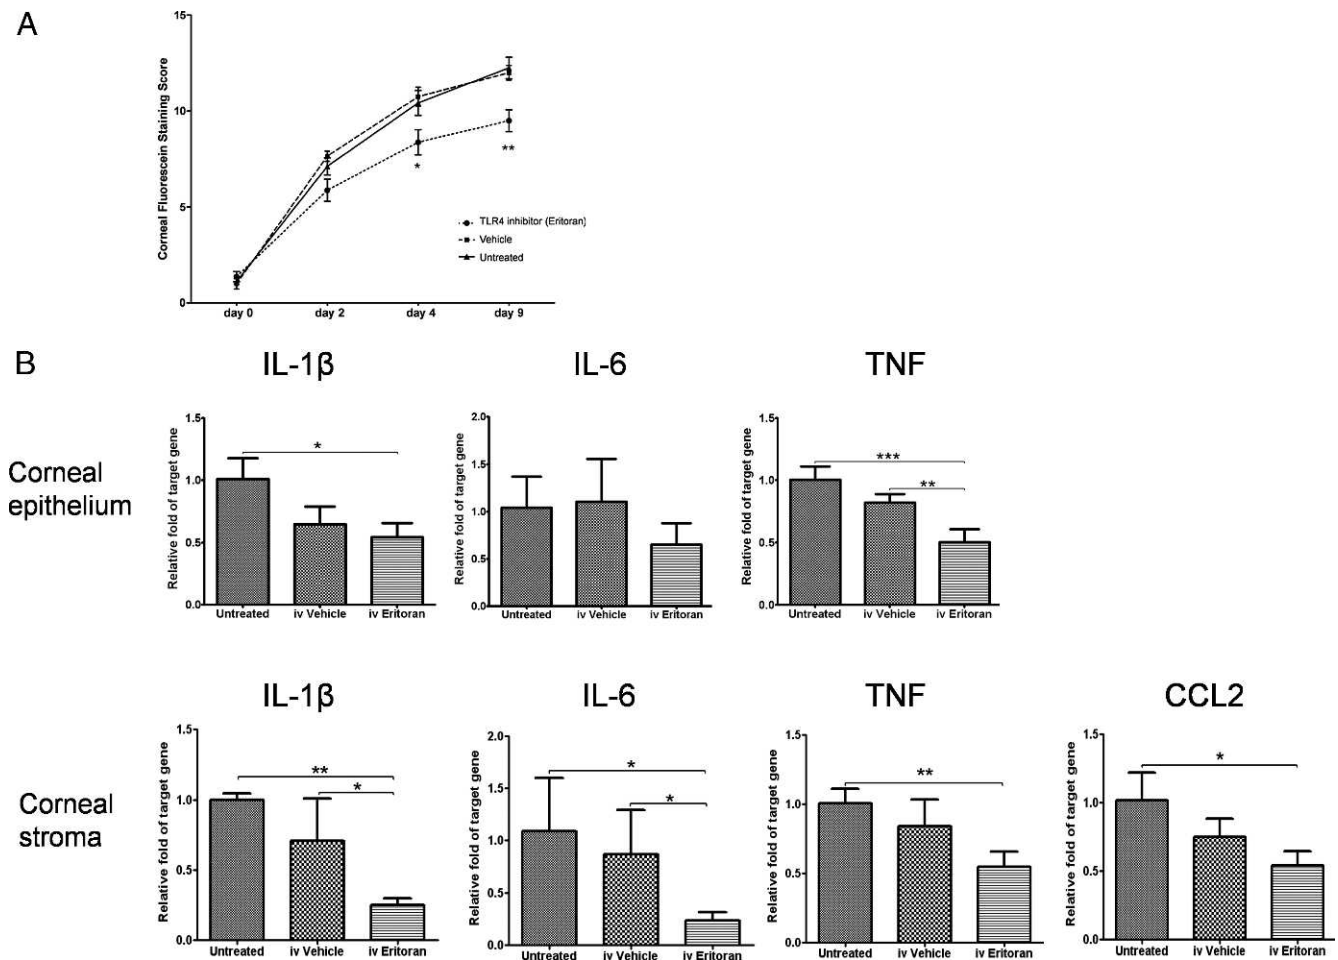 A
Corneal Fluorescein Staining Score
15
10
5
0
*
**
TLR4 inhibitor (Eritoran)
Vehicle
Untreated
day 0 day 2 day 4 day 9
B
IL-1β IL-6 TNF
Corneal
epithelium
Relative fold of target gene
1.5
1.0
0.5
0.0
*
Untreated iv Vehicle iv Eritoran
Relative fold of target gene
2.0
1.5
1.0
0.5
0.0
Untreated iv Vehicle iv Eritoran
Relative fold of target gene
1.5
1.0
0.5
0.0
***
**
Untreated iv Vehicle iv Eritoran
IL-1β IL-6 TNF CCL2
Corneal
stroma
Relative fold of target gene
1.5
1.0
0.5
0.0
**
*
Untreated iv Vehicle iv Eritoran
Relative fold of target gene
2.0
1.5
1.0
0.5
0.0
*
*
Untreated iv Vehicle iv Eritoran
Relative fold of target gene
1.5
1.0
0.5
0.0
**
Untreated iv Vehicle iv Eritoran
Relative fold of target gene
1.5
1.0
0.5
0.0
*
Untreated iv Vehicle iv Eritoran